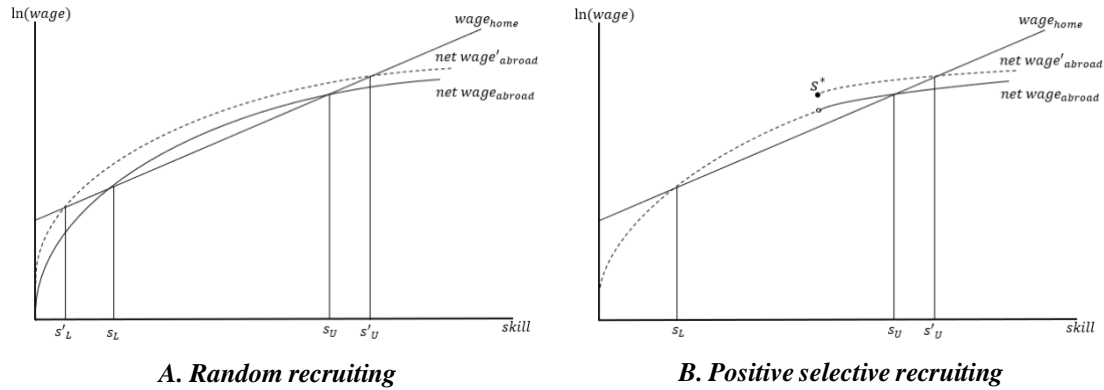 ln(wage)
wage_home
net wage'_abroad
net wage_abroad
s'_L
s_L
s_U
s'_U
skill
A. Random recruiting
ln(wage)
wage_home
net wage'_abroad
net wage_abroad
s*
s_L
s_U
s'_U
skill
B. Positive selective recruiting